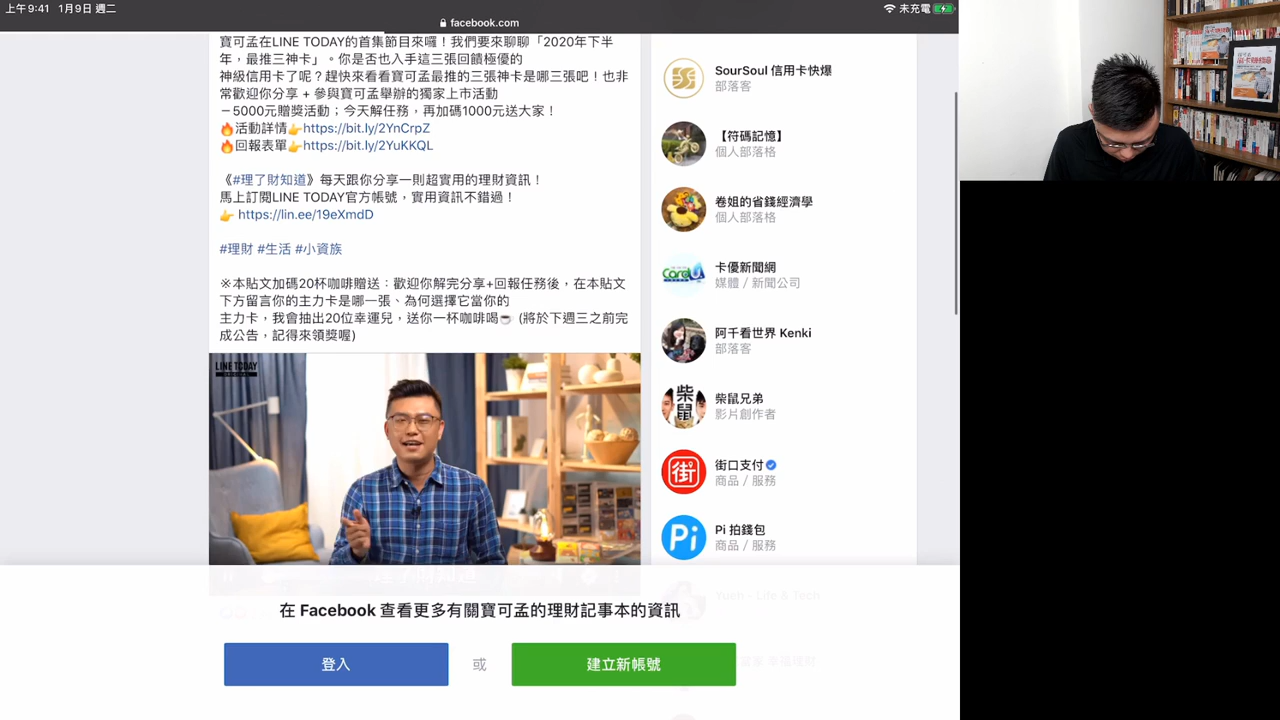 上午9:41 1月9日 週二
未充電
facebook.com
寶可孟在LINE TODAY的首集節目來囉！我們要來聊聊「2020年下半
年，最推三神卡」。你是否也入手這三張回饋極優的
神級信用卡了呢？趕快來看看寶可孟最推的三張神卡是哪三張吧！也非
常歡迎你分享 + 參與寶可孟舉辦的獨家上市活動
－5000元贈獎活動；今天解任務，再加碼1000元送大家！
🔥活動詳情👉https://bit.ly/2YnCrpZ
🔥回報表單👉https://bit.ly/2YuKKQL
《#理了財知道》每天跟你分享一則超實用的理財資訊！
馬上訂閱LINE TODAY官方帳號，實用資訊不錯過！
👉 https://lin.ee/19eXmdD
#理財 #生活 #小資族
※本貼文加碼20杯咖啡贈送：歡迎你解完分享+回報任務後，在本貼文
下方留言你的主力卡是哪一張、為何選擇它當你的
主力卡，我會抽出20位幸運兒，送你一杯咖啡喝☕ (將於下週三之前完
成公告，記得來領獎喔)
LINE TODAY
SourSoul 信用卡快爆
部落客
【符碼記憶】
個人部落格
卷姐的省錢經濟學
個人部落格
CardU
卡優新聞網
媒體 / 新聞公司
阿千看世界 Kenki
部落客
柴鼠
柴鼠兄弟
影片創作者
街
街口支付
商品 / 服務
Pi
Pi 拍錢包
商品 / 服務
在 Facebook 查看更多有關寶可孟的理財記事本的資訊
登入
或
建立新帳號